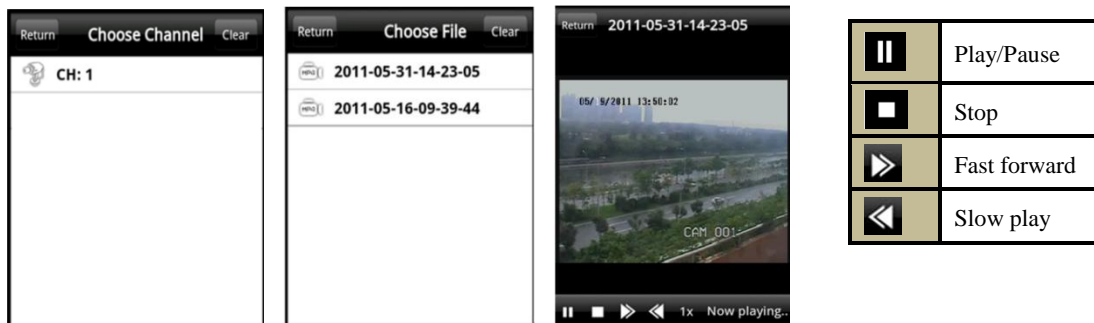 Return Choose Channel Clear
CH: 1
Return Choose File Clear
2011-05-31-14-23-05
2011-05-16-09-39-44
Return 2011-05-31-14-23-05
05/ 9/2011 13:50:02
CAM 001
1x Now playing..
Play/Pause
Stop
Fast forward
Slow play